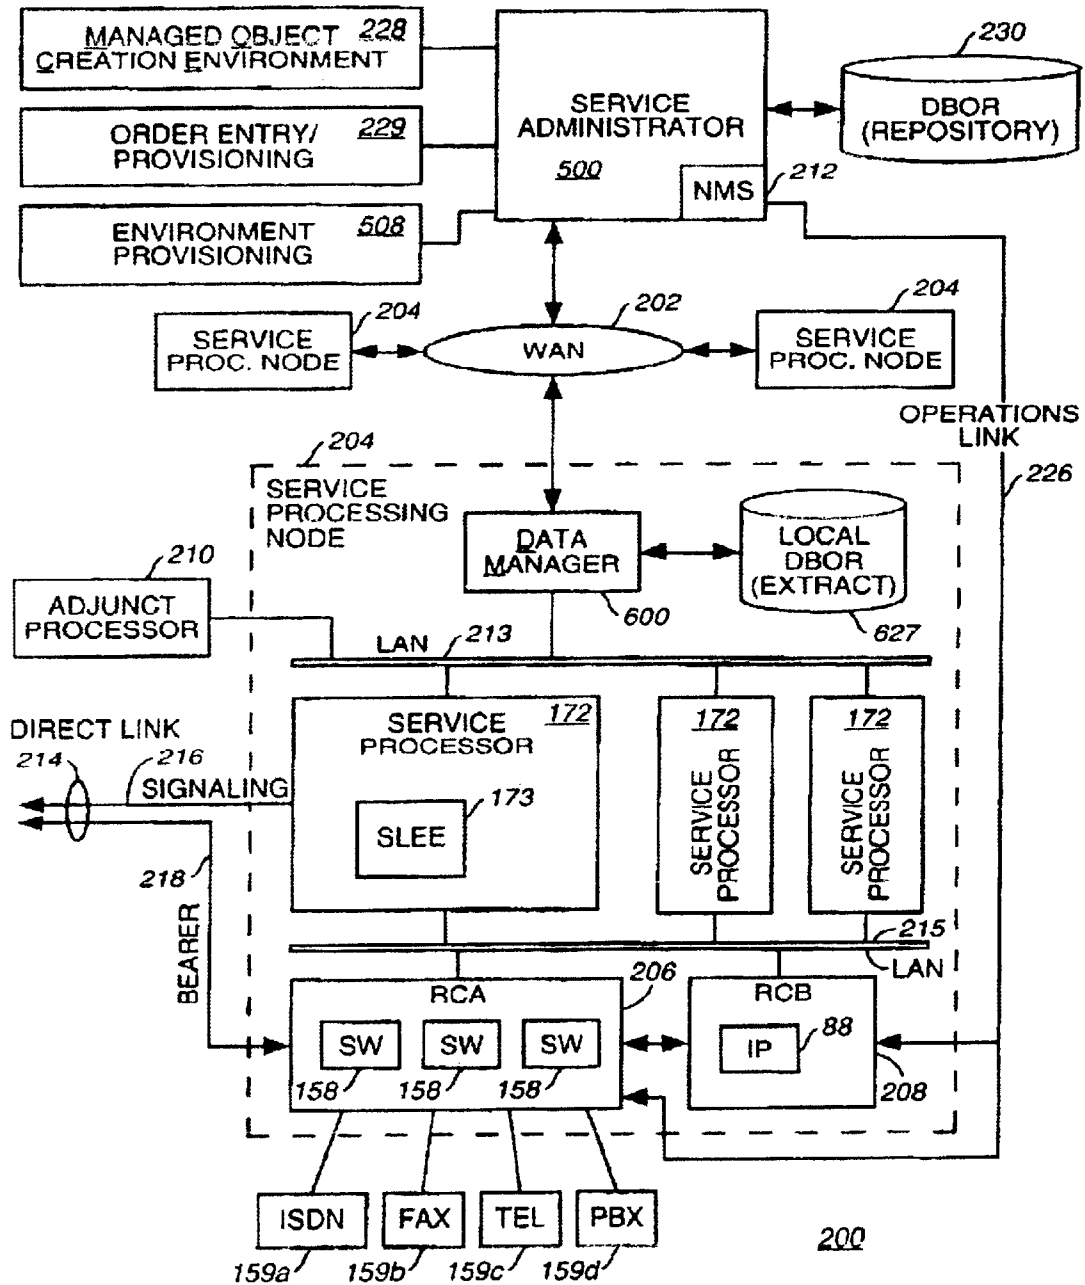 MANAGED OBJECT 228
CREATION ENVIRONMENT
ORDER ENTRY/ 229
PROVISIONING
ENVIRONMENT 508
PROVISIONING
SERVICE
ADMINISTRATOR
500
NMS
212
230
DBOR
(REPOSITORY)
204
SERVICE
PROC. NODE
202
WAN
204
SERVICE
PROC. NODE
OPERATIONS
LINK
226
204
SERVICE
PROCESSING
NODE
DATA
MANAGER
600
LOCAL
DBOR
(EXTRACT)
627
210
ADJUNCT
PROCESSOR
LAN
213
SERVICE 172
PROCESSOR
SLEE
173
172
SERVICE
PROCESSOR
172
SERVICE
PROCESSOR
DIRECT LINK
214
216
SIGNALING
218
BEARER
215
LAN
RCA
206
SW
SW
SW
158
158
158
RCB
IP
88
208
ISDN
FAX
TEL
PBX
159a
159b
159c
159d
200